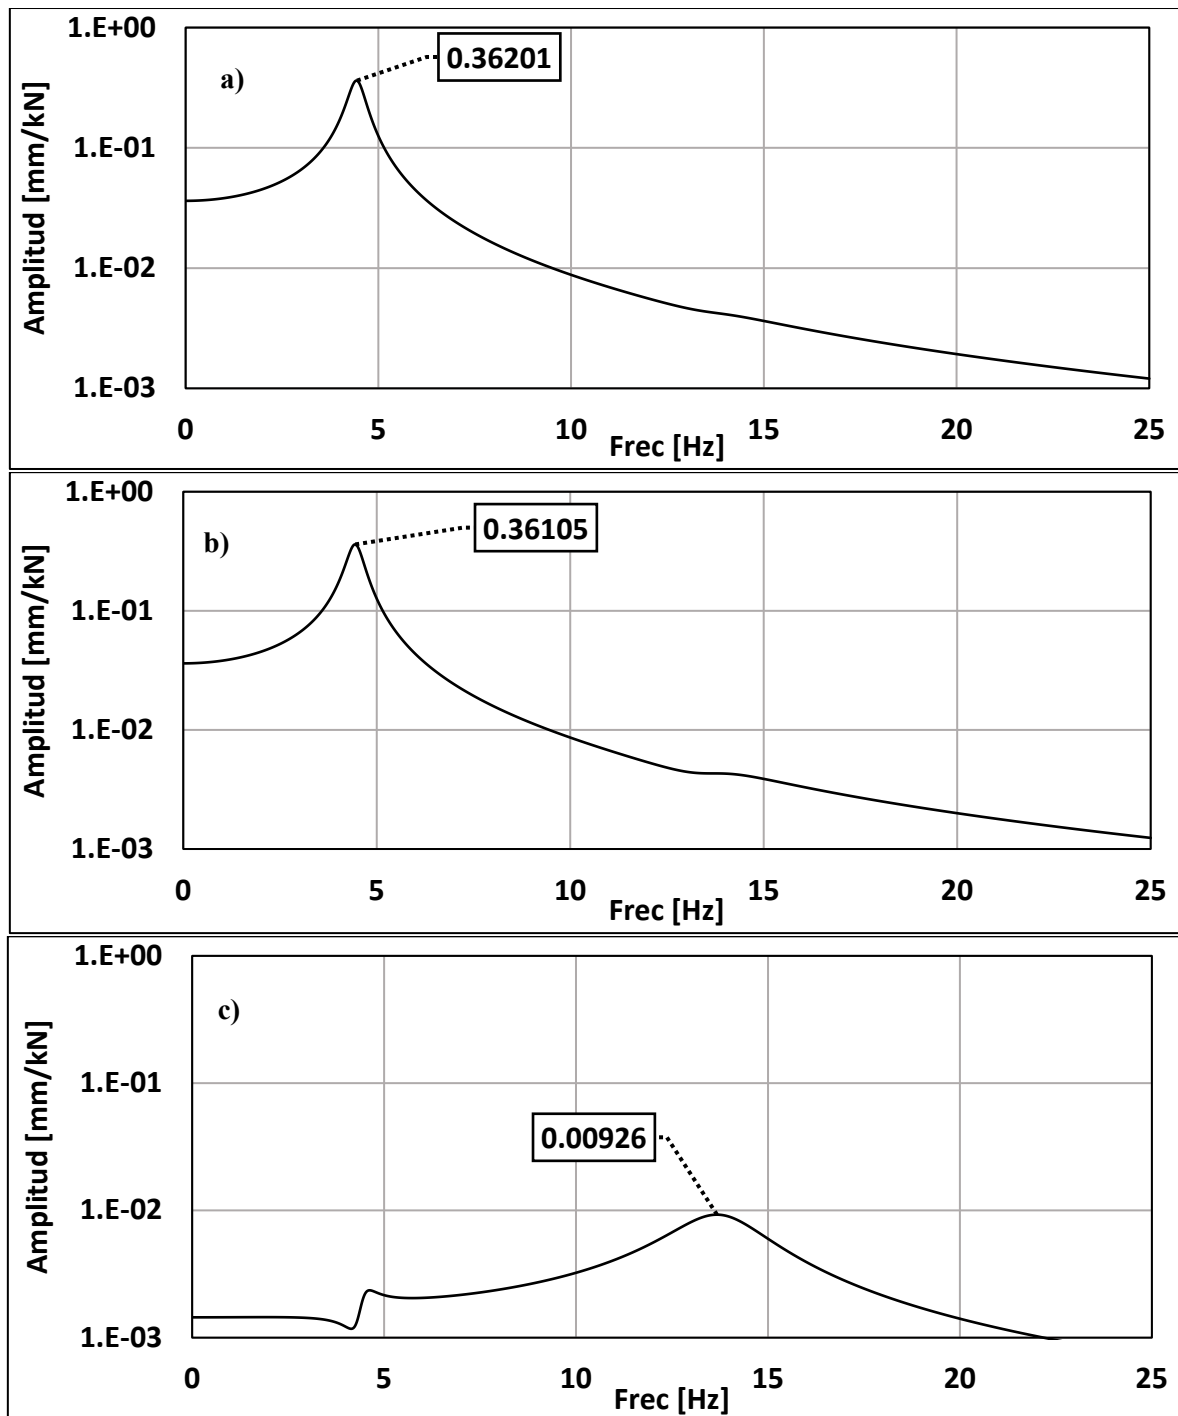 1.E+00
a)
0.36201
1.E-01
1.E-02
1.E-03
Amplitud [mm/kN]
0 5 10 15 20 25
Frec [Hz]
1.E+00
b)
0.36105
1.E-01
1.E-02
1.E-03
Amplitud [mm/kN]
0 5 10 15 20 25
Frec [Hz]
1.E+00
c)
1.E-01
0.00926
1.E-02
1.E-03
Amplitud [mm/kN]
0 5 10 15 20 25
Frec [Hz]